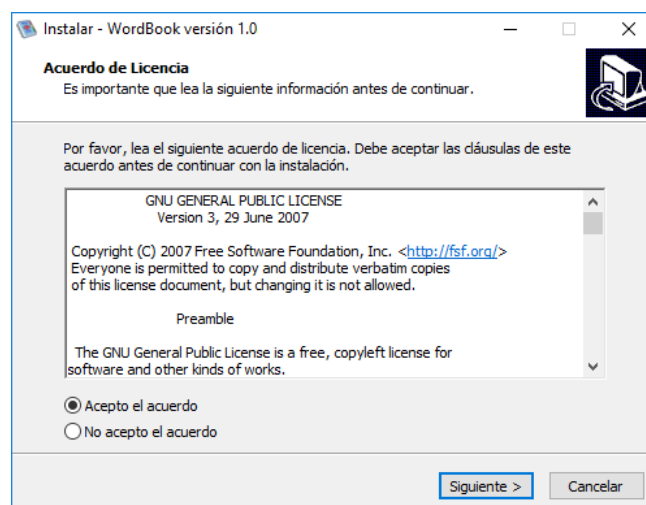 Instalar - WordBook versión 1.0
Acuerdo de Licencia
Es importante que lea la siguiente información antes de continuar.
Por favor, lea el siguiente acuerdo de licencia. Debe aceptar las cláusulas de este
acuerdo antes de continuar con la instalación.
GNU GENERAL PUBLIC LICENSE
Version 3, 29 June 2007
Copyright (C) 2007 Free Software Foundation, Inc. <http://fsf.org/>
Everyone is permitted to copy and distribute verbatim copies
of this license document, but changing it is not allowed.
Preamble
The GNU General Public License is a free, copyleft license for
software and other kinds of works.
Acepto el acuerdo
No acepto el acuerdo
Siguiente > Cancelar